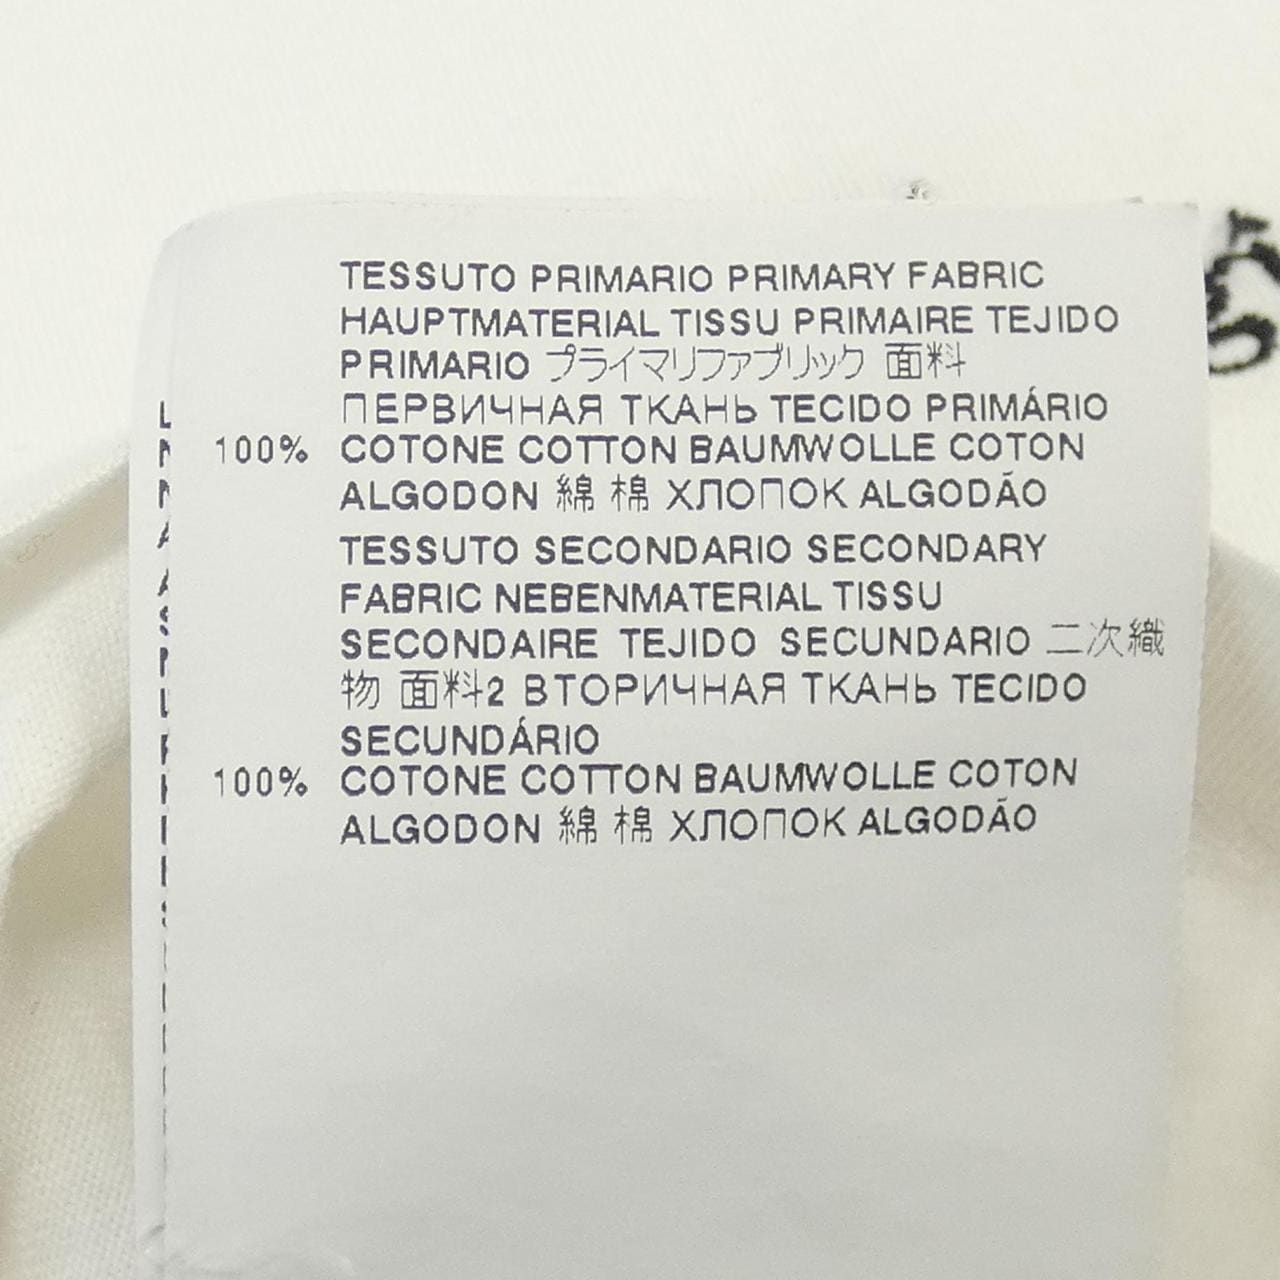 TESSUTO PRIMARIO PRIMARY FABRIC
HAUPTMATERIAL TISSU PRIMAIRE TEJIDO
PRIMARIO プライマリファブリック 面料
ПЕРВИЧНАЯ ТКАНЬ TECIDO PRIMÁRIO
100% COTONE COTTON BAUMWOLLE COTON
ALGODON 綿 棉 ХЛОПОК ALGODÃO
TESSUTO SECONDARIO SECONDARY
FABRIC NEBENMATERIAL TISSU
SECONDAIRE TEJIDO SECUNDARIO 二次織
物 面料2 ВТОРИЧНАЯ ТКАНЬ TECIDO
SECUNDÁRIO
100% COTONE COTTON BAUMWOLLE COTON
ALGODON 綿 棉 ХЛОПОК ALGODÃO